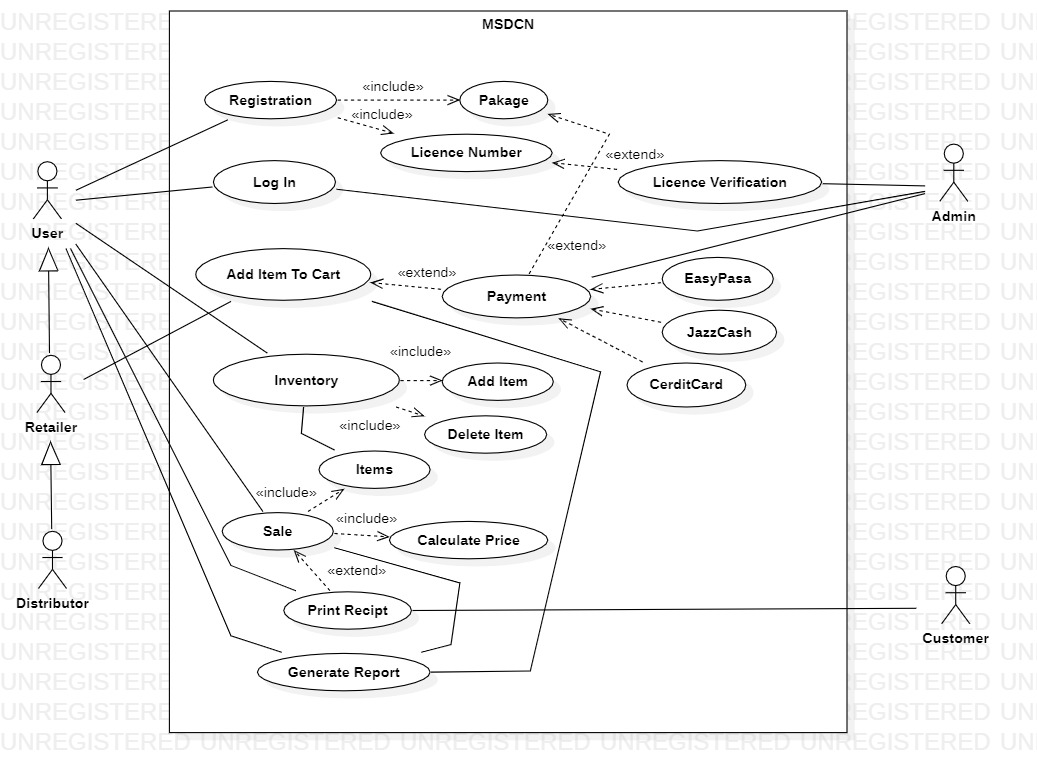 MSDCN
Registration
«include»
Pakage
«include»
Licence Number
«extend»
Licence Verification
Log In
User
Admin
«extend»
Add Item To Cart
«extend»
Payment
EasyPasa
JazzCash
CerditCard
«include»
Inventory
Add Item
«include»
Delete Item
Retailer
Items
«include»
Sale
«include»
Calculate Price
«extend»
Print Recipt
Distributor
Customer
Generate Report
UNREGISTERED UNREGISTERED UNREGISTERED UNREGISTERED UNREGISTERED UNI